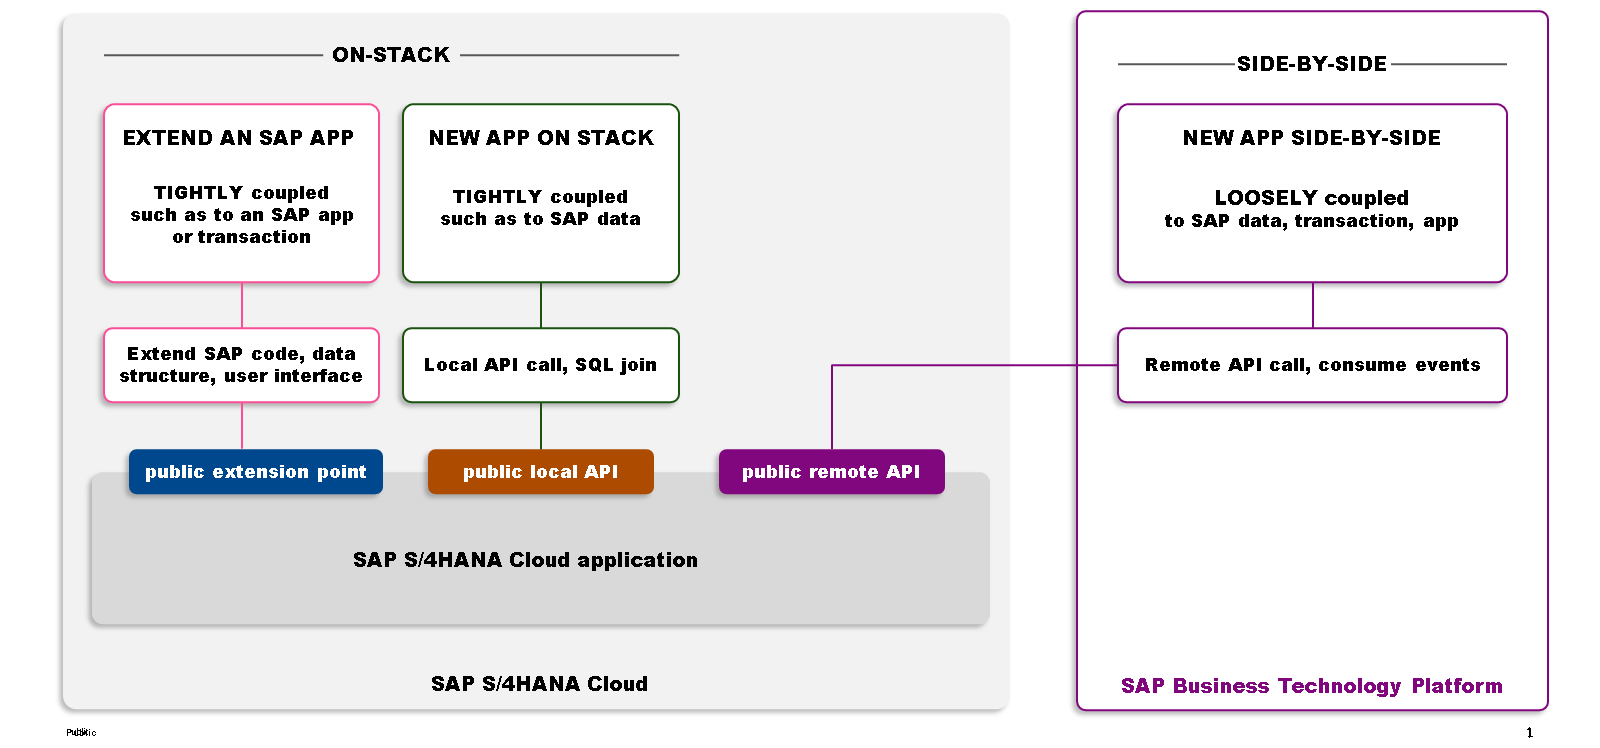 ON-STACK
EXTEND AN SAP APP
TIGHTLY coupled
such as to an SAP app
or transaction
NEW APP ON STACK
TIGHTLY coupled
such as to SAP data
Extend SAP code, data
structure, user interface
Local API call, SQL join
public extension point
public local API
public remote API
SAP S/4HANA Cloud application
SAP S/4HANA Cloud
SIDE-BY-SIDE
NEW APP SIDE-BY-SIDE
LOOSELY coupled
to SAP data, transaction, app
Remote API call, consume events
SAP Business Technology Platform
Public
1